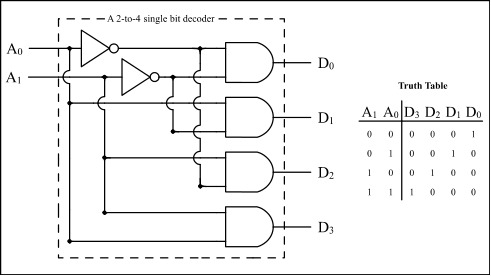 A 2-to-4 single bit decoder
A0
A1
D0
D1
D2
D3
Truth Table
A1 A0 D3 D2 D1 D0
0 0 0 0 0 1
0 1 0 0 1 0
1 0 0 1 0 0
1 1 1 0 0 0